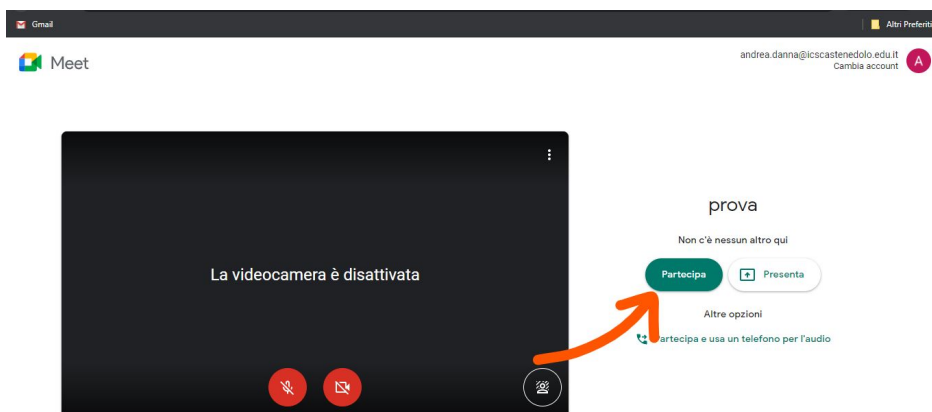 Gmail
Altri Preferiti
Meet
andrea.danna@icscastenedolo.edu.it
Cambia account
A
prova
Non c'è nessun altro qui
La videocamera è disattivata
Partecipa
Presenta
Altre opzioni
artecipa e usa un telefono per l'audio